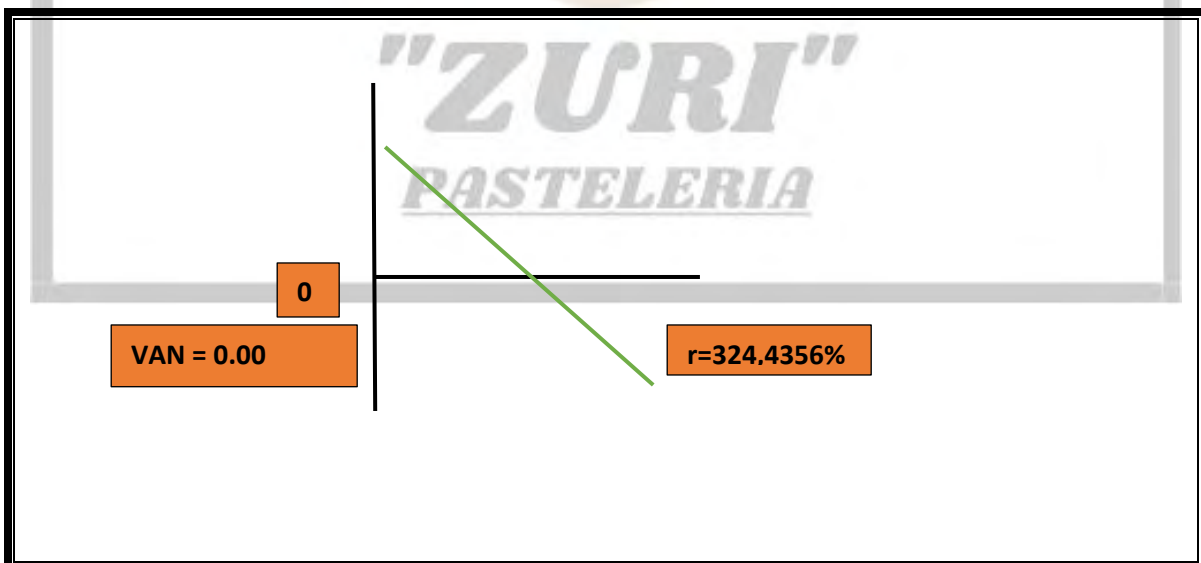 "ZURI"
PASTELERIA
0
VAN = 0.00
r=324,4356%